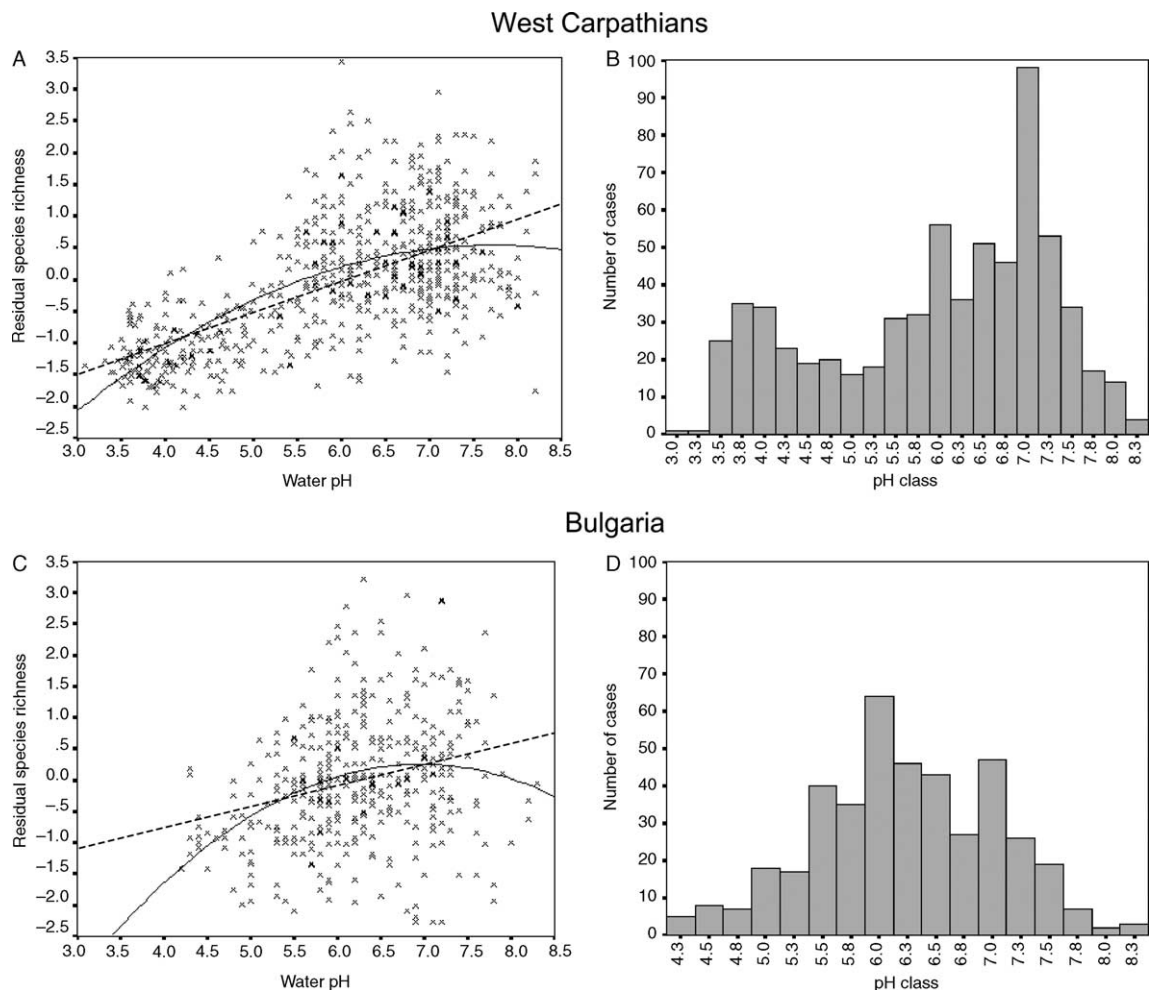 West Carpathians
A
3.5
3.0
2.5
2.0
1.5
1.0
.5
0.0
−.5
−1.0
−1.5
−2.0
−2.5
Residual species richness
3.0 3.5 4.0 4.5 5.0 5.5 6.0 6.5 7.0 7.5 8.0 8.5
Water pH
B
100
90
80
70
60
50
40
30
20
10
0
Number of cases
3.0 3.3 3.5 3.8 4.0 4.3 4.5 4.8 5.0 5.3 5.5 5.8 6.0 6.3 6.5 6.8 7.0 7.3 7.5 7.8 8.0 8.3
pH class
Bulgaria
C
3.5
3.0
2.5
2.0
1.5
1.0
.5
0.0
−.5
−1.0
−1.5
−2.0
−2.5
Residual species richness
3.0 3.5 4.0 4.5 5.0 5.5 6.0 6.5 7.0 7.5 8.0 8.5
Water pH
D
100
90
80
70
60
50
40
30
20
10
0
Number of cases
4.3 4.5 4.8 5.0 5.3 5.5 5.8 6.0 6.3 6.5 6.8 7.0 7.3 7.5 7.8 8.0 8.3
pH class